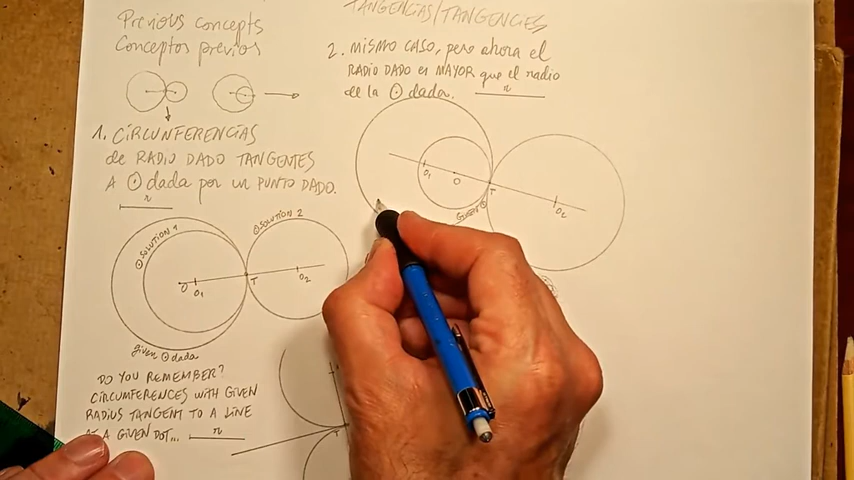 Previous concepts
Conceptos previos
1. CIRCUNFERENCIAS
de RADIO DADO TANGENTES
A ⊙ dada por un PUNTO DADO.
r
⊙ SOLUTION 1
⊙ SOLUTION 2
O O1 T O2
given ⊙ dada
DO YOU REMEMBER?
CIRCUMFERENCES WITH GIVEN
RADIUS TANGENT TO A LINE
AT A GIVEN DOT...
r
T
TANGENCIAS/TANGENCIES
2. MISMO CASO, pero ahora el
RADIO DADO es MAYOR que el radio
de la ⊙ dada.
r
O1 O T O2
Given ⊙